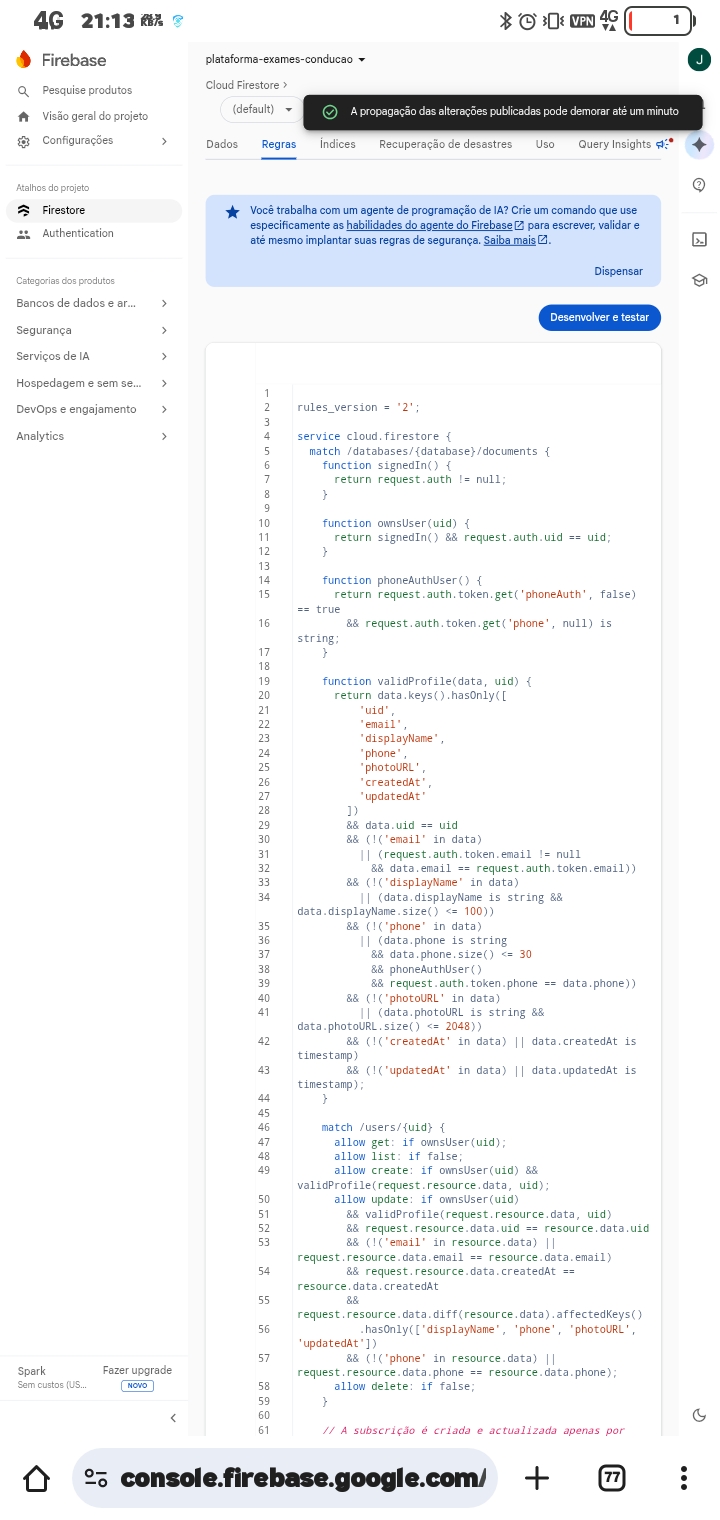 4G 21:13 KB/s VPN 4G 1
Firebase
Pesquise produtos
Visão geral do projeto
Configurações
Atalhos do projeto
Firestore
Authentication
Categorias dos produtos
Bancos de dados e ar...
Segurança
Serviços de IA
Hospedagem e sem se...
DevOps e engajamento
Analytics
Spark
Sem custos (US...
Fazer upgrade
NOVO
plataforma-exames-conducao
J
Cloud Firestore
(default)
A propagação das alterações publicadas pode demorar até um minuto
Dados Regras Índices Recuperação de desastres Uso Query Insights
Você trabalha com um agente de programação de IA? Crie um comando que use
especificamente as habilidades do agente do Firebase para escrever, validar e
até mesmo implantar suas regras de segurança. Saiba mais.
Dispensar
Desenvolver e testar
1
2 rules_version = '2';
3
4 service cloud.firestore {
5 match /databases/{database}/documents {
6 function signedIn() {
7 return request.auth != null;
8 }
9
10 function ownsUser(uid) {
11 return signedIn() && request.auth.uid == uid;
12 }
13
14 function phoneAuthUser() {
15 return request.auth.token.get('phoneAuth', false)
== true
16 && request.auth.token.get('phone', null) is
string;
17 }
18
19 function validProfile(data, uid) {
20 return data.keys().hasOnly([
21 'uid',
22 'email',
23 'displayName',
24 'phone',
25 'photoURL',
26 'createdAt',
27 'updatedAt'
28 ])
29 && data.uid == uid
30 && (!('email' in data)
31 || (request.auth.token.email != null
32 && data.email == request.auth.token.email))
33 && (!('displayName' in data)
34 || (data.displayName is string &&
data.displayName.size() <= 100))
35 && (!('phone' in data)
36 || (data.phone is string
37 && data.phone.size() <= 30
38 && phoneAuthUser()
39 && request.auth.token.phone == data.phone))
40 && (!('photoURL' in data)
41 || (data.photoURL is string &&
data.photoURL.size() <= 2048))
42 && (!('createdAt' in data) || data.createdAt is
timestamp)
43 && (!('updatedAt' in data) || data.updatedAt is
timestamp);
44 }
45
46 match /users/{uid} {
47 allow get: if ownsUser(uid);
48 allow list: if false;
49 allow create: if ownsUser(uid) &&
validProfile(request.resource.data, uid);
50 allow update: if ownsUser(uid)
51 && validProfile(request.resource.data, uid)
52 && request.resource.data.uid == resource.data.uid
53 && (!('email' in resource.data) ||
request.resource.data.email == resource.data.email)
54 && request.resource.data.createdAt ==
resource.data.createdAt
55 &&
request.resource.data.diff(resource.data).affectedKeys()
56 .hasOnly(['displayName', 'phone', 'photoURL',
'updatedAt'])
57 && (!('phone' in resource.data) ||
request.resource.data.phone == resource.data.phone);
58 allow delete: if false;
59 }
60
61 // A subscrição é criada e actualizada apenas por
console.firebase.google.com/
77